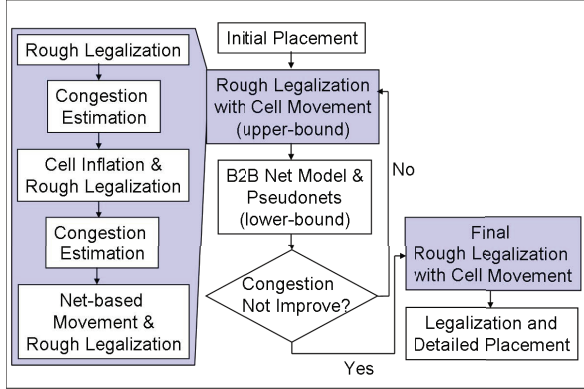 Rough Legalization
Congestion
Estimation
Cell Inflation &
Rough Legalization
Congestion
Estimation
Net-based
Movement &
Rough Legalization
Initial Placement
Rough Legalization
with Cell Movement
(upper-bound)
B2B Net Model &
Pseudonets
(lower-bound)
Congestion
Not Improve?
No
Yes
Final
Rough Legalization
with Cell Movement
Legalization and
Detailed Placement